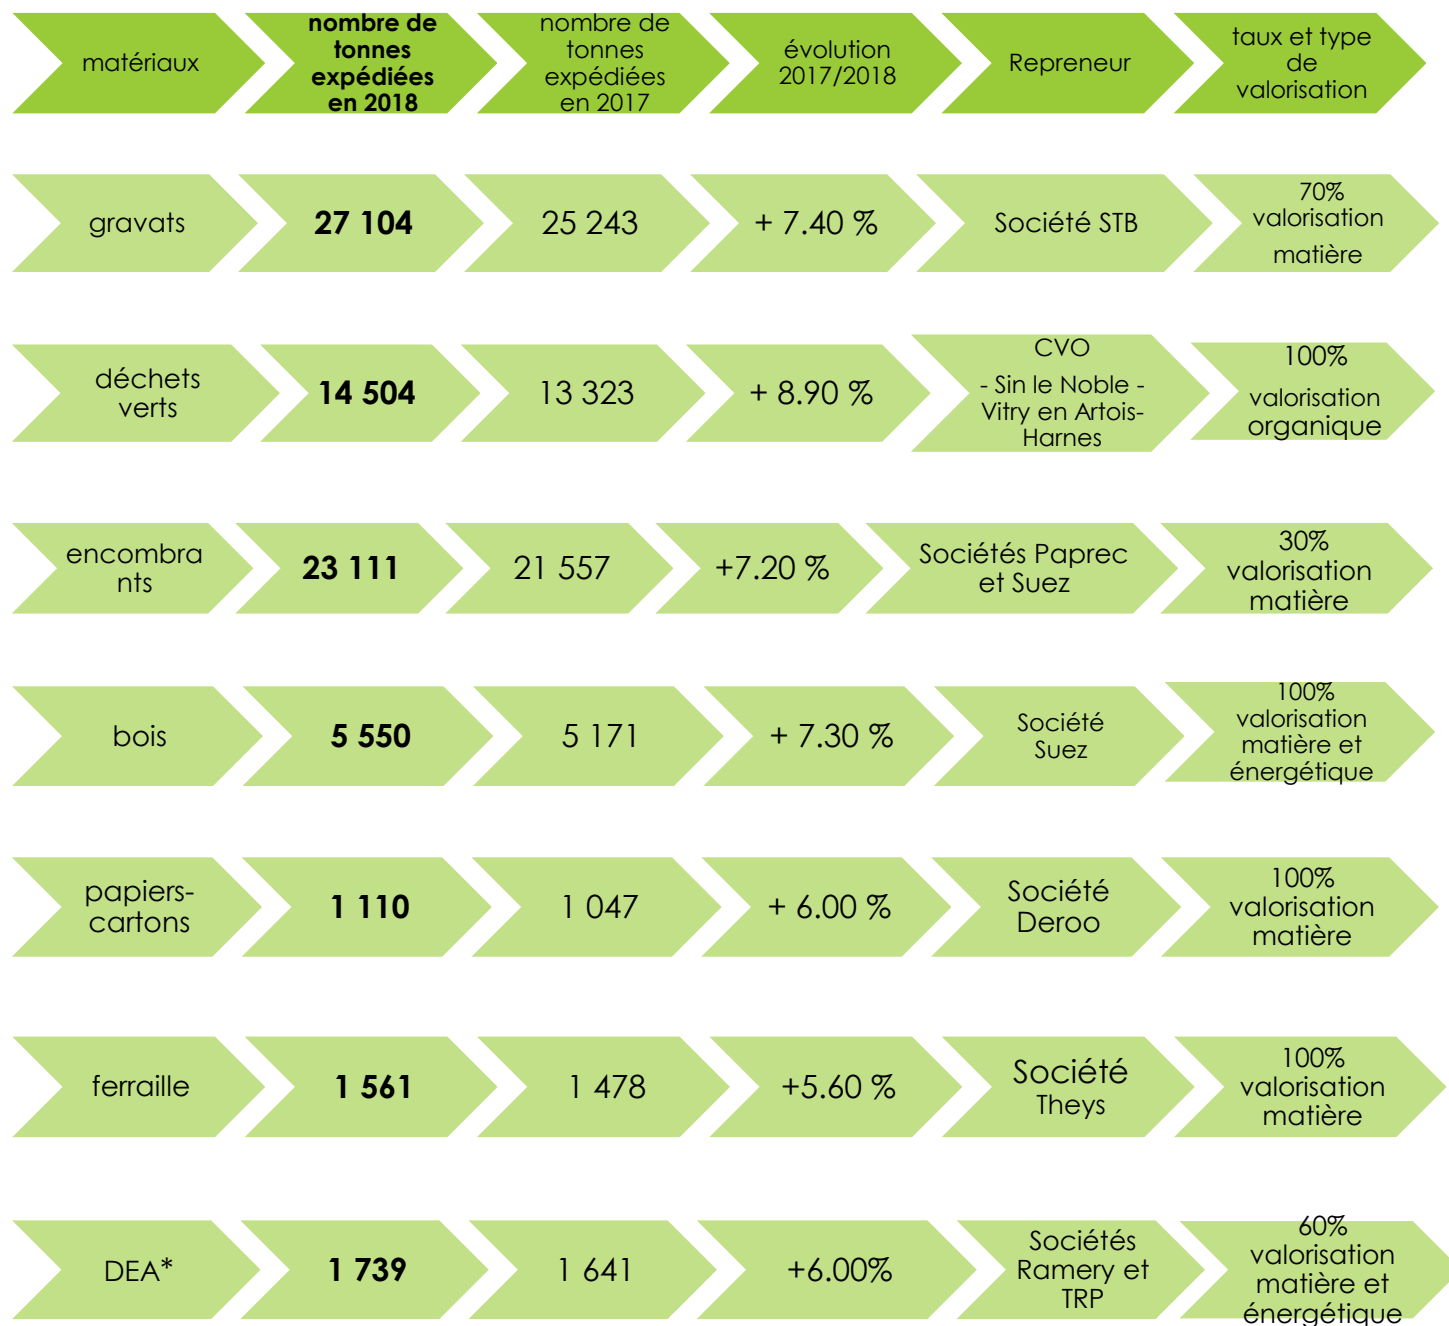 matériaux
nombre de
tonnes
expédiées
en 2018
nombre de
tonnes
expédiées
en 2017
évolution
2017/2018
Repreneur
taux et type
de
valorisation
gravats
27 104
25 243
+ 7.40 %
Société STB
70%
valorisation
matière
déchets
verts
14 504
13 323
+ 8.90 %
CVO
- Sin le Noble -
Vitry en Artois-
Harnes
100%
valorisation
organique
encombra
nts
23 111
21 557
+7.20 %
Sociétés Paprec
et Suez
30%
valorisation
matière
bois
5 550
5 171
+ 7.30 %
Société
Suez
100%
valorisation
matière et
énergétique
papiers-
cartons
1 110
1 047
+ 6.00 %
Société
Deroo
100%
valorisation
matière
ferraille
1 561
1 478
+5.60 %
Société
Theys
100%
valorisation
matière
DEA*
1 739
1 641
+6.00%
Sociétés
Ramery et
TRP
60%
valorisation
matière et
énergétique